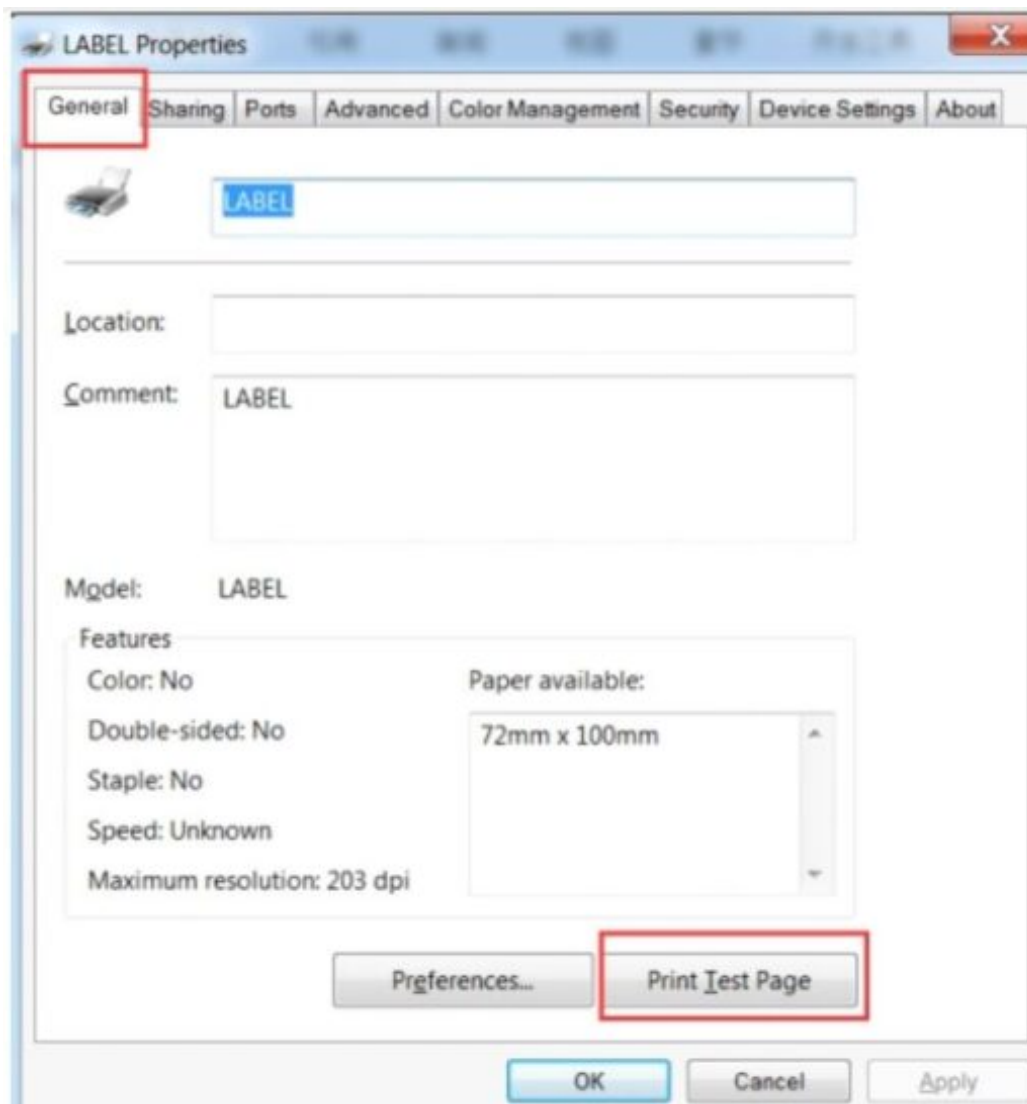 LABEL Properties
General Sharing Ports Advanced Color Management Security Device Settings About
LABEL
Location:
Comment: LABEL
Model: LABEL
Features
Color: No Paper available:
Double-sided: No 72mm x 100mm
Staple: No
Speed: Unknown
Maximum resolution: 203 dpi
Preferences... Print Test Page
OK Cancel Apply